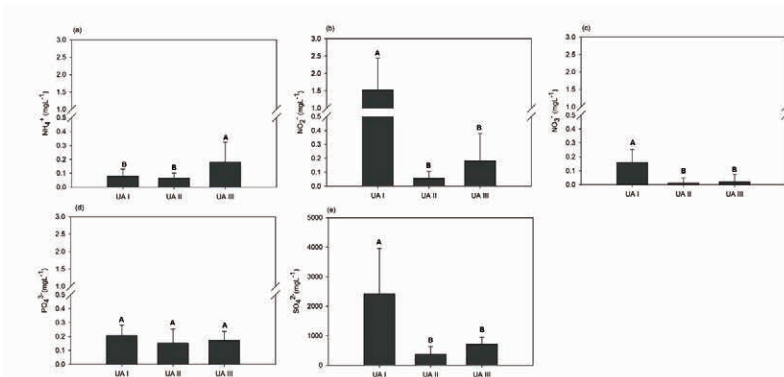 (a)
NH₄⁺ (mgL⁻¹)
3.0
2.5
2.0
1.5
1.0
0.5
0.4
0.3
0.2
0.1
0.0
B B A
UA I UA II UA III
(b)
NO₂⁻ (mgL⁻¹)
3.0
2.5
2.0
1.5
1.0
0.5
0.4
0.3
0.2
0.1
0.0
A B B
UA I UA II UA III
(c)
NO₃⁻ (mgL⁻¹)
3.0
2.5
2.0
1.5
1.0
0.5
0.4
0.3
0.2
0.1
0.0
A B B
UA I UA II UA III
(d)
PO₄³⁻ (mgL⁻¹)
3.0
2.5
2.0
1.5
1.0
0.5
0.4
0.3
0.2
0.1
0.0
A A A
UA I UA II UA III
(e)
SO₄²⁻ (mgL⁻¹)
5000
4000
3000
2000
1000
0
A B B
UA I UA II UA III